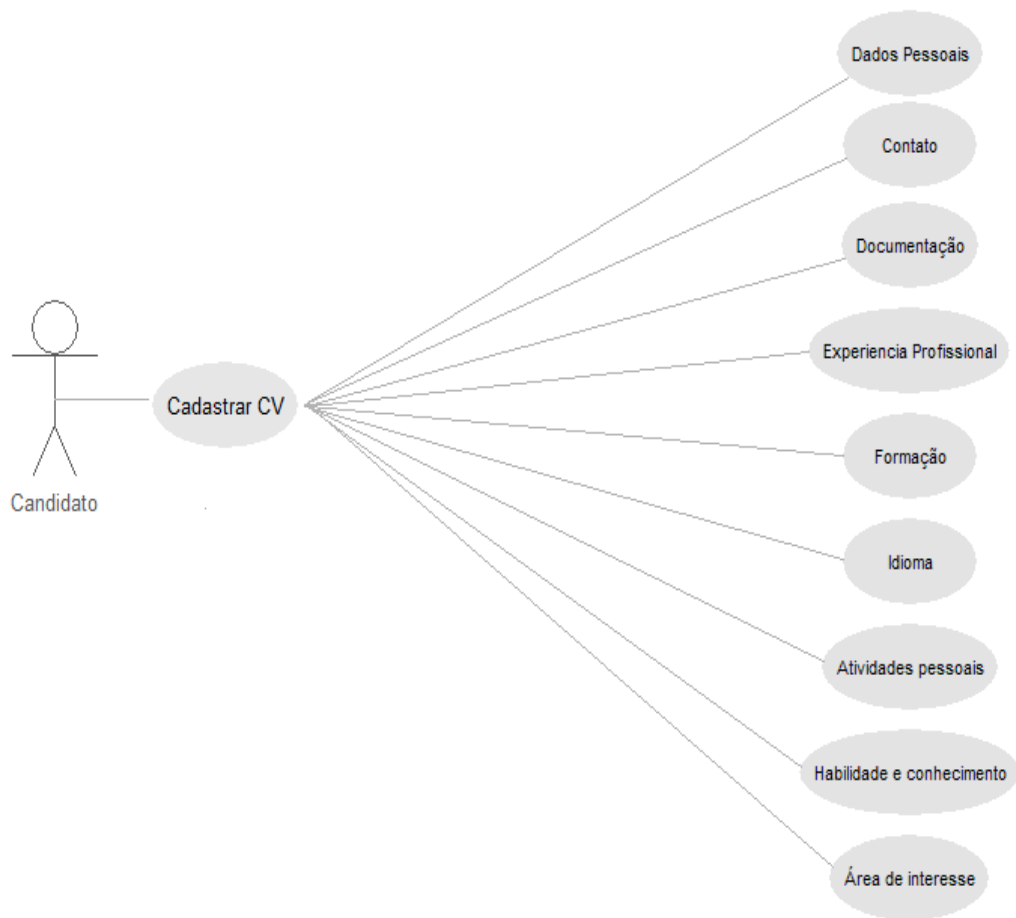 Dados Pessoais
Contato
Documentação
Experiencia Profissional
Cadastrar CV
Formação
Candidato
Idioma
Atividades pessoais
Habilidade e conhecimento
Área de interesse